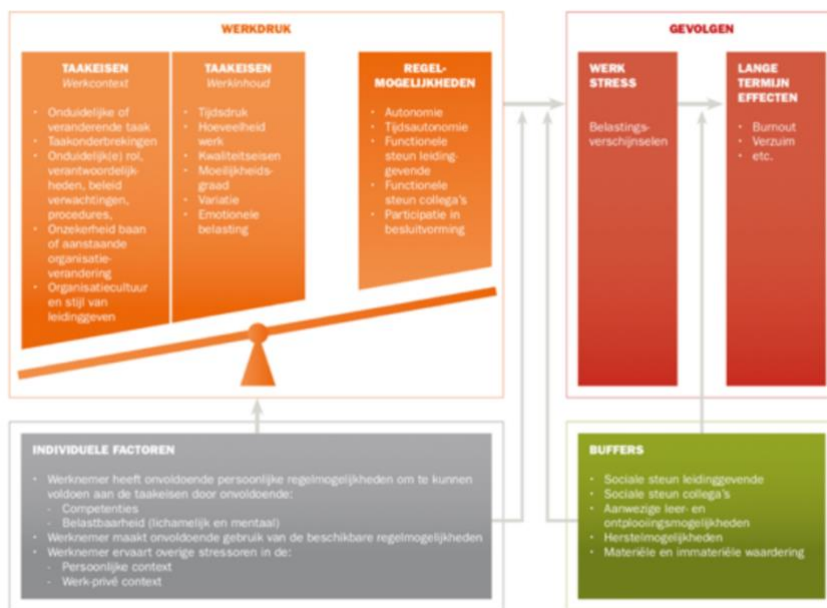 WERKDRUK
TAAKEISEN
Werkcontext
• Onduidelijke of
veranderende taak
• Taakonderbrekingen
• Onduidelijk(e) rol,
verantwoordelijk-
heden, beleid
verwachtingen,
procedures,
• Onzekerheid baan
of aanstaande
organisatie-
verandering
• Organisatiecultuur
en stijl van
leidinggeven
TAAKEISEN
Werkinhoud
• Tijdsdruk
• Hoeveelheid
werk
• Kwaliteitseisen
• Moeilijkheids-
graad
• Variatie
• Emotionele
belasting
REGEL-
MOGELIJKHEDEN
• Autonomie
• Tijdsautonomie
• Functionele
steun leiding-
gevende
• Functionele
steun collega's
• Participatie in
besluitvorming
GEVOLGEN
WERK
STRESS
Belastings-
verschijnselen
LANGE
TERMIJN
EFFECTEN
• Burnout
• Verzuim
• etc.
INDIVIDUELE FACTOREN
• Werknemer heeft onvoldoende persoonlijke regelmogelijkheden om te kunnen
voldoen aan de taakeisen door onvoldoende:
- Competenties
- Belastbaarheid (lichamelijk en mentaal)
• Werknemer maakt onvoldoende gebruik van de beschikbare regelmogelijkheden
• Werknemer ervaart overige stressoren in de:
- Persoonlijke context
- Werk-privé context
BUFFERS
• Sociale steun leidinggevende
• Sociale steun collega's
• Aanwezige leer- en
ontplooiingsmogelijkheden
• Herstelmogelijkheden
• Materiële en immateriële waardering